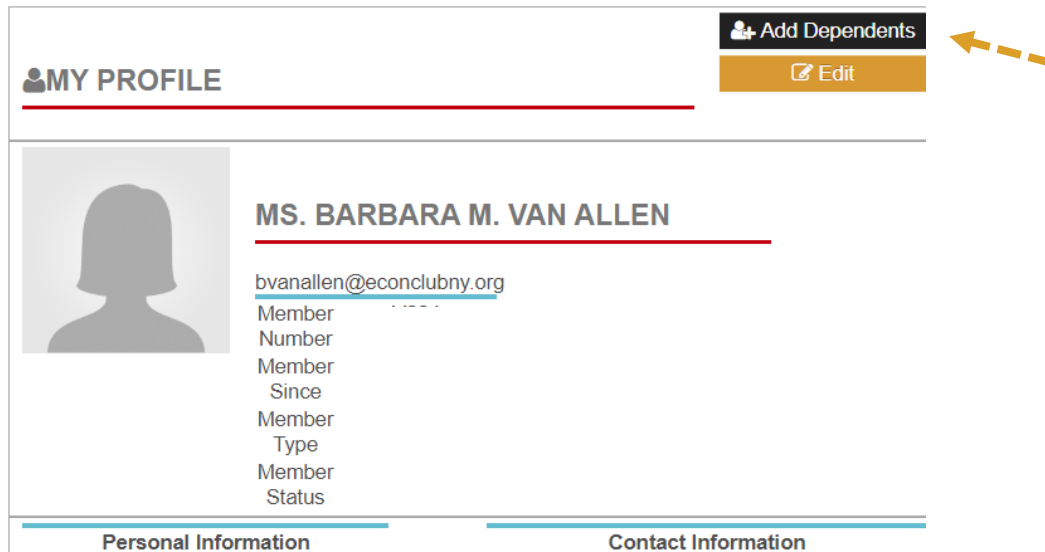 Add Dependents
MY PROFILE
Edit
MS. BARBARA M. VAN ALLEN
bvanallen@econclubny.org
Member
Number
Member
Since
Member
Type
Member
Status
Personal Information
Contact Information